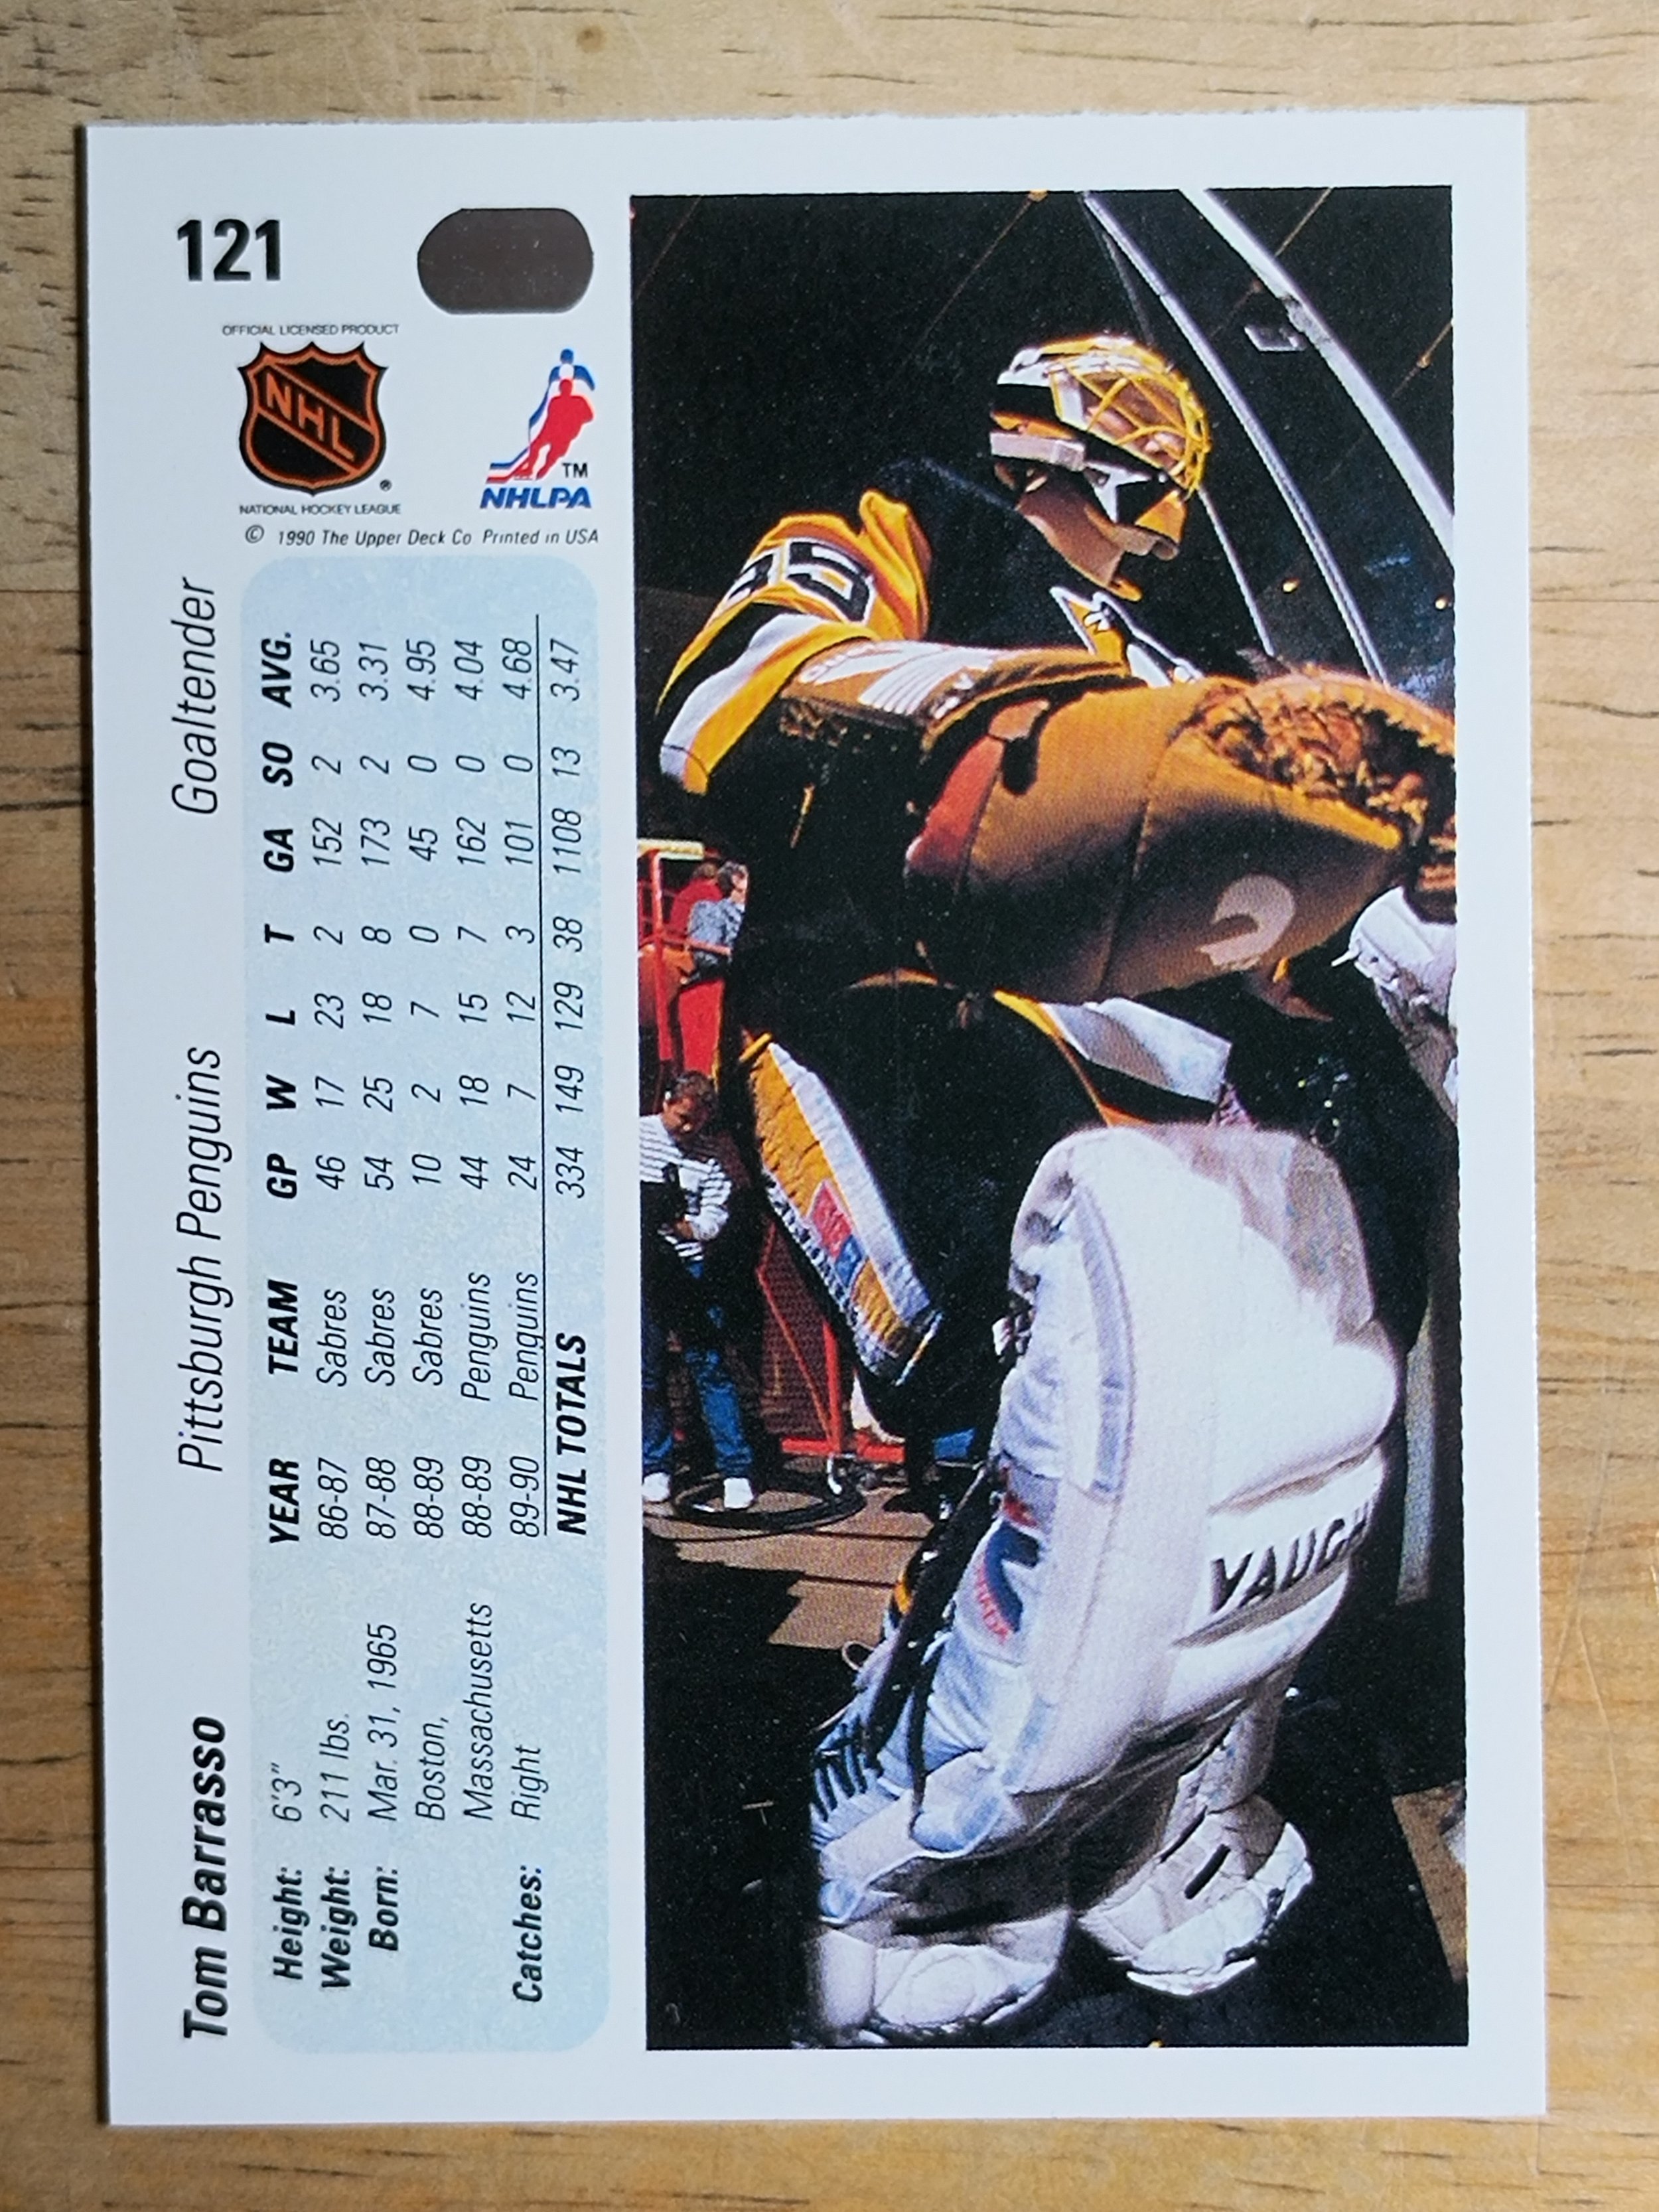 Tom Barrasso Pittsburgh Penguins Goaltender 121
Height: 6'3"
Weight: 211 lbs.
Born: Mar. 31, 1965
Boston,
Massachusetts
Catches: Right
YEAR TEAM GP W L T GA SO AVG.
86-87 Sabres 46 17 23 2 152 2 3.65
87-88 Sabres 54 25 18 8 173 2 3.31
88-89 Sabres 10 2 7 0 45 0 4.95
88-89 Penguins 44 18 15 7 162 0 4.04
89-90 Penguins 24 7 12 3 101 0 4.68
NHL TOTALS 334 149 129 38 1108 13 3.47
© 1990 The Upper Deck Co Printed in USA
OFFICIAL LICENSED PRODUCT
NHL
®
NATIONAL HOCKEY LEAGUE
TM
NHLPA
35
VAUGH